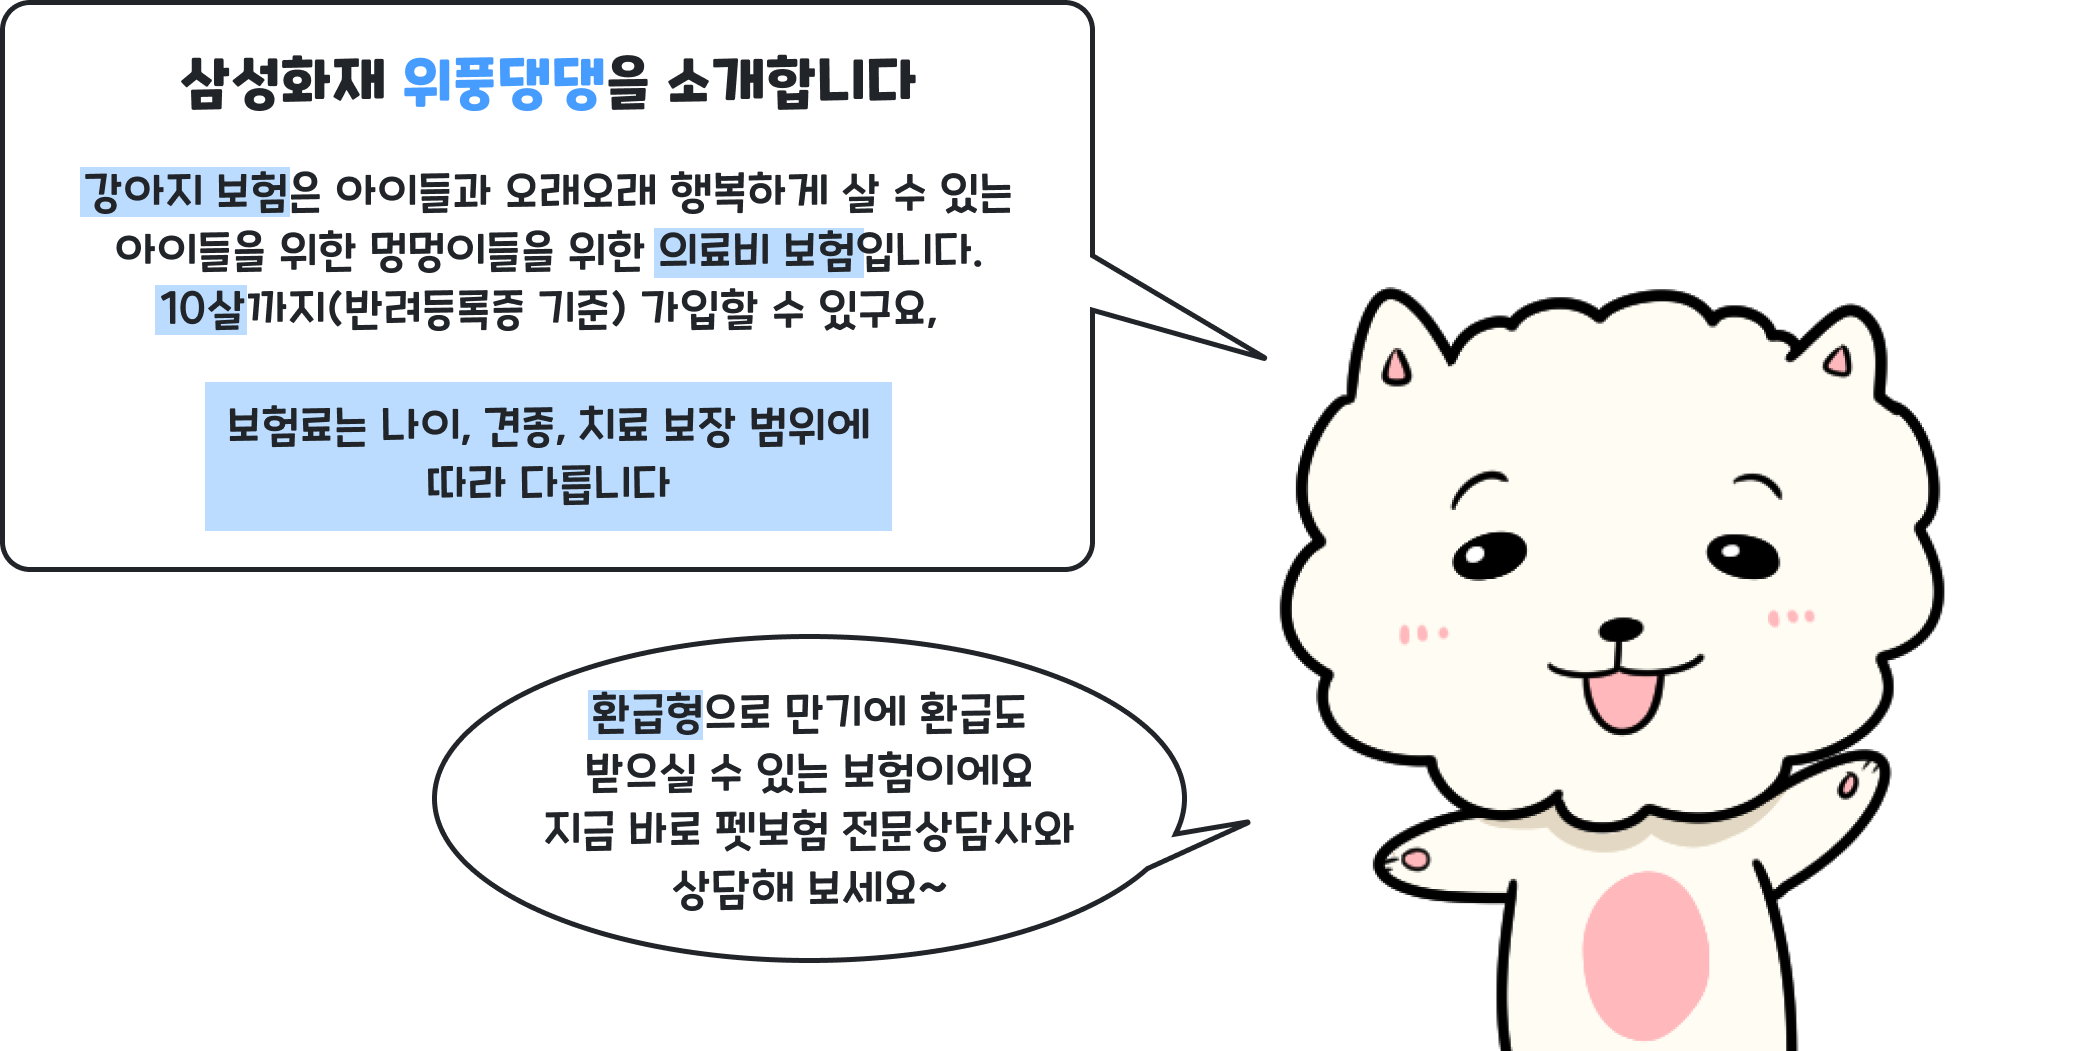 삼성화재 위풍댕댕을 소개합니다
강아지 보험은 아이들과 오래오래 행복하게 살 수 있는
아이들을 위한 멍멍이들을 위한 의료비 보험입니다.
10살까지(반려등록증 기준) 가입할 수 있구요,
보험료는 나이, 견종, 치료 보장 범위에
따라 다릅니다
환급형으로 만기에 환급도
받으실 수 있는 보험이에요
지금 바로 펫보험 전문상담사와
상담해 보세요~